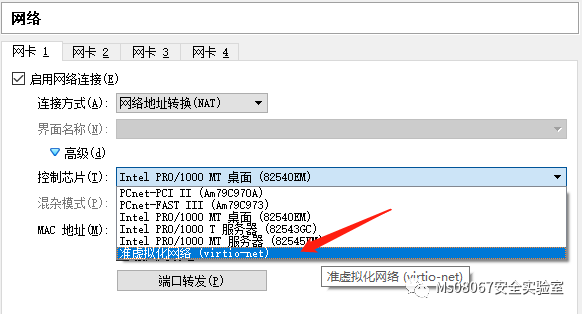 网络
网卡 1 网卡 2 网卡 3 网卡 4
启用网络连接(E)
连接方式(A): 网络地址转换(NAT)
界面名称(N):
高级(d)
控制芯片(T): Intel PRO/1000 MT 桌面 (82540EM)
PCnet-PCI II (Am79C970A)
混杂模式(P): PCnet-FAST III (Am79C973)
Intel PRO/1000 MT 桌面 (82540EM)
MAC 地址(M): Intel PRO/1000 T 服务器 (82543GC)
Intel PRO/1000 MT 服务器 (82545EM)
准虚拟化网络 (virtio-net)
端口转发(P)
准虚拟化网络 (virtio-net)
Ms08067安全实验室